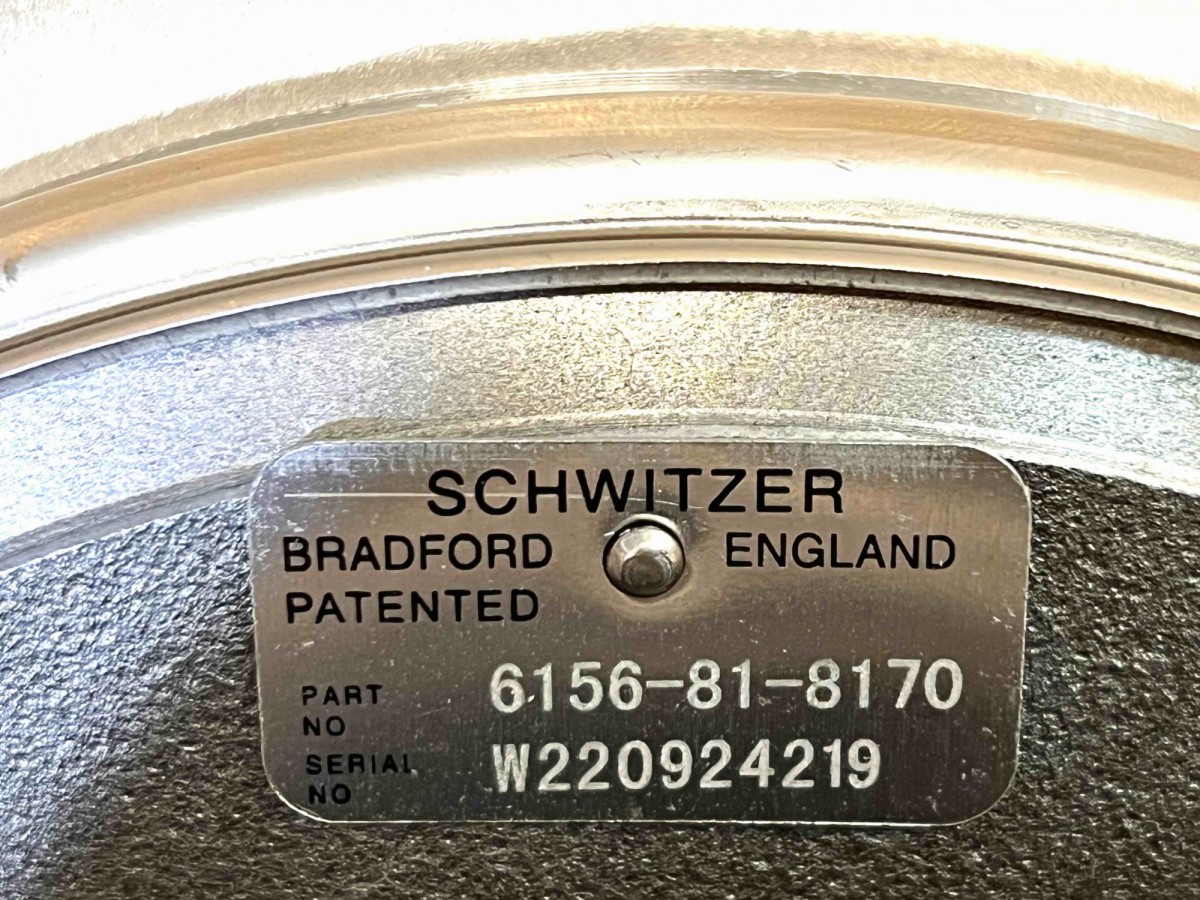 SCHWITZER
BRADFORD ENGLAND
PATENTED
PART NO 6156-81-8170
SERIAL NO W220924219